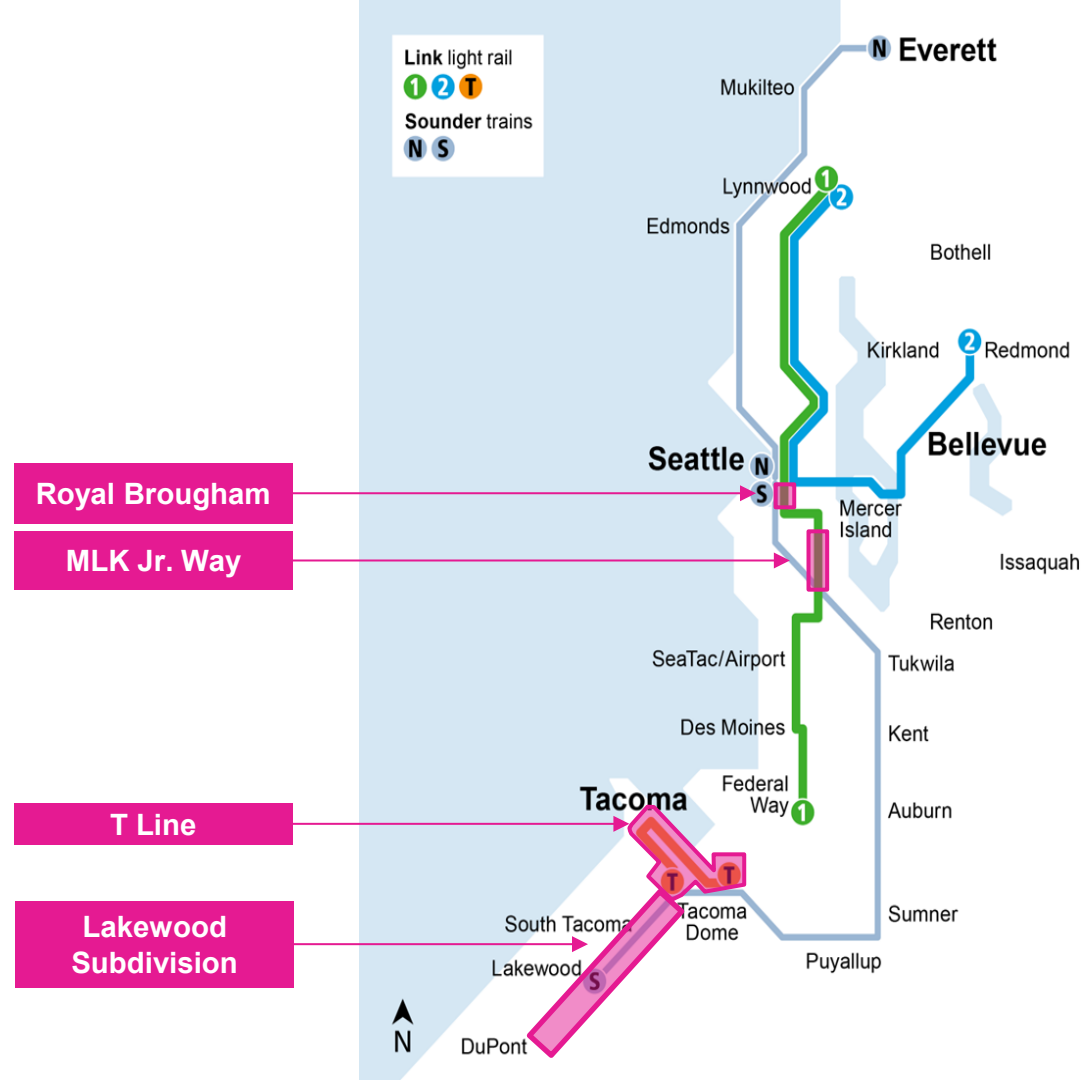 Link light rail
1 2 T
Sounder trains
N S
N Everett
Mukilteo
Lynnwood 1
2
Edmonds
Bothell
Kirkland
2 Redmond
Bellevue
Seattle N
S
Royal Brougham
Mercer
Island
MLK Jr. Way
Issaquah
Renton
SeaTac/Airport
Tukwila
Des Moines
Kent
Federal
Way 1
Auburn
Tacoma
T Line
T
T
Tacoma
Dome
Sumner
South Tacoma
Lakewood
Subdivision
Lakewood S
Puyallup
N
DuPont